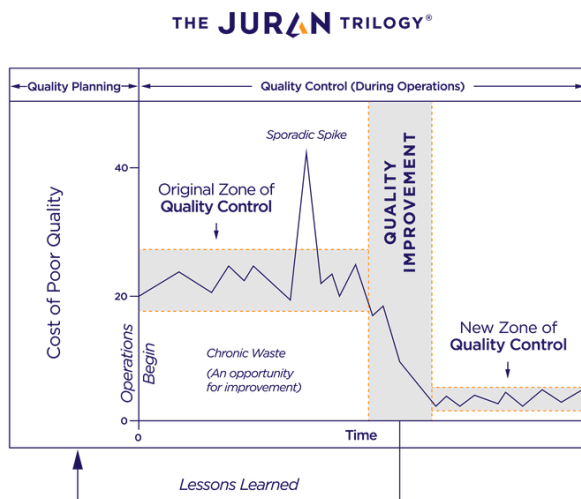 THE JURAN TRILOGY®
Quality Planning
Quality Control (During Operations)
Sporadic Spike
40
Original Zone of
Quality Control
QUALITY
IMPROVEMENT
Cost of Poor Quality
20
New Zone of
Quality Control
Operations
Begin
Chronic Waste
(An opportunity
for improvement)
0
0
Time
Lessons Learned